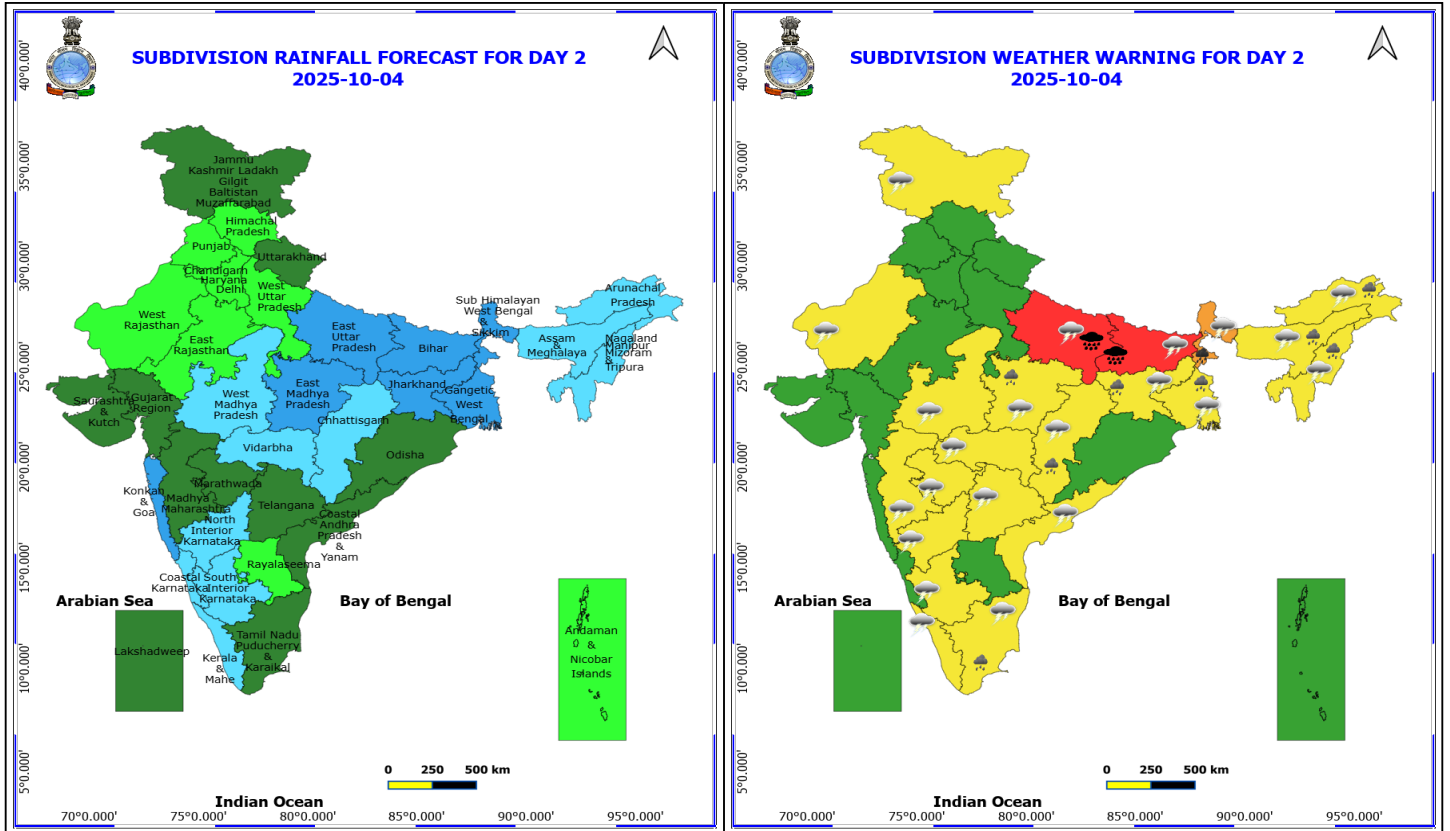 SUBDIVISION RAINFALL FORECAST FOR DAY 2
2025-10-04
40°0.000'
35°0.000'
30°0.000'
25°0.000'
20°0.000'
15°0.000'
10°0.000'
5°0.000'
Jammu
Kashmir Ladakh
Gilgit
Baltistan
Muzaffarabad
Himachal
Pradesh
Punjab
Uttarakhand
Chandigarh
Haryana
Delhi
West
Uttar
Pradesh
West
Rajasthan
East
Rajasthan
East
Uttar
Pradesh
Bihar
Sub Himalayan
West Bengal
&
Sikkim
Arunachal
Pradesh
Assam
&
Meghalaya
Nagaland
Manipur
Mizoram
&
Tripura
Saurashtra
&
Kutch
Gujarat
Region
West
Madhya
Pradesh
East
Madhya
Pradesh
Jharkhand
Gangetic
West
Bengal
Chhattisgarh
Vidarbha
Odisha
Konkan
&
Goa
Madhya
Maharashtra
Marathwada
Telangana
Coastal
Andhra
Pradesh
&
Yanam
North
Interior
Karnataka
Rayalaseema
Coastal
Karnataka
South
Interior
Karnataka
Arabian Sea
Bay of Bengal
Lakshadweep
Kerala
&
Mahe
Tamil Nadu
Puducherry
&
Karaikal
Andaman
&
Nicobar
Islands
0 250 500 km
Indian Ocean
70°0.000' 75°0.000' 80°0.000' 85°0.000' 90°0.000' 95°0.000'
SUBDIVISION WEATHER WARNING FOR DAY 2
2025-10-04
40°0.000'
35°0.000'
30°0.000'
25°0.000'
20°0.000'
15°0.000'
10°0.000'
5°0.000'
Arabian Sea
Bay of Bengal
0 250 500 km
Indian Ocean
70°0.000' 75°0.000' 80°0.000' 85°0.000' 90°0.000' 95°0.000'